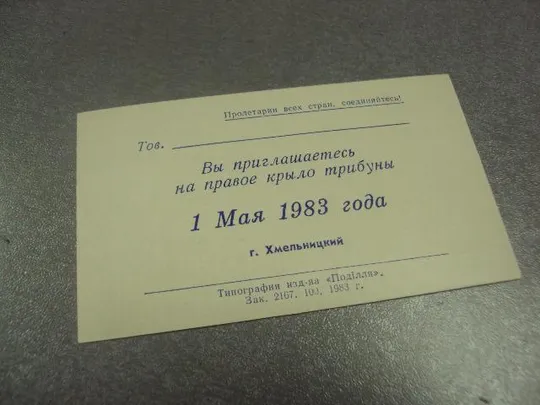 Пролетарии всех стран, соединяйтесь!
Тов.
Вы приглашаетесь
на правое крыло трибуны
1 Мая 1983 года
г. Хмельницкий
Типография изд-ва «Поділля».
Зак. 2167, 100, 1983 г.